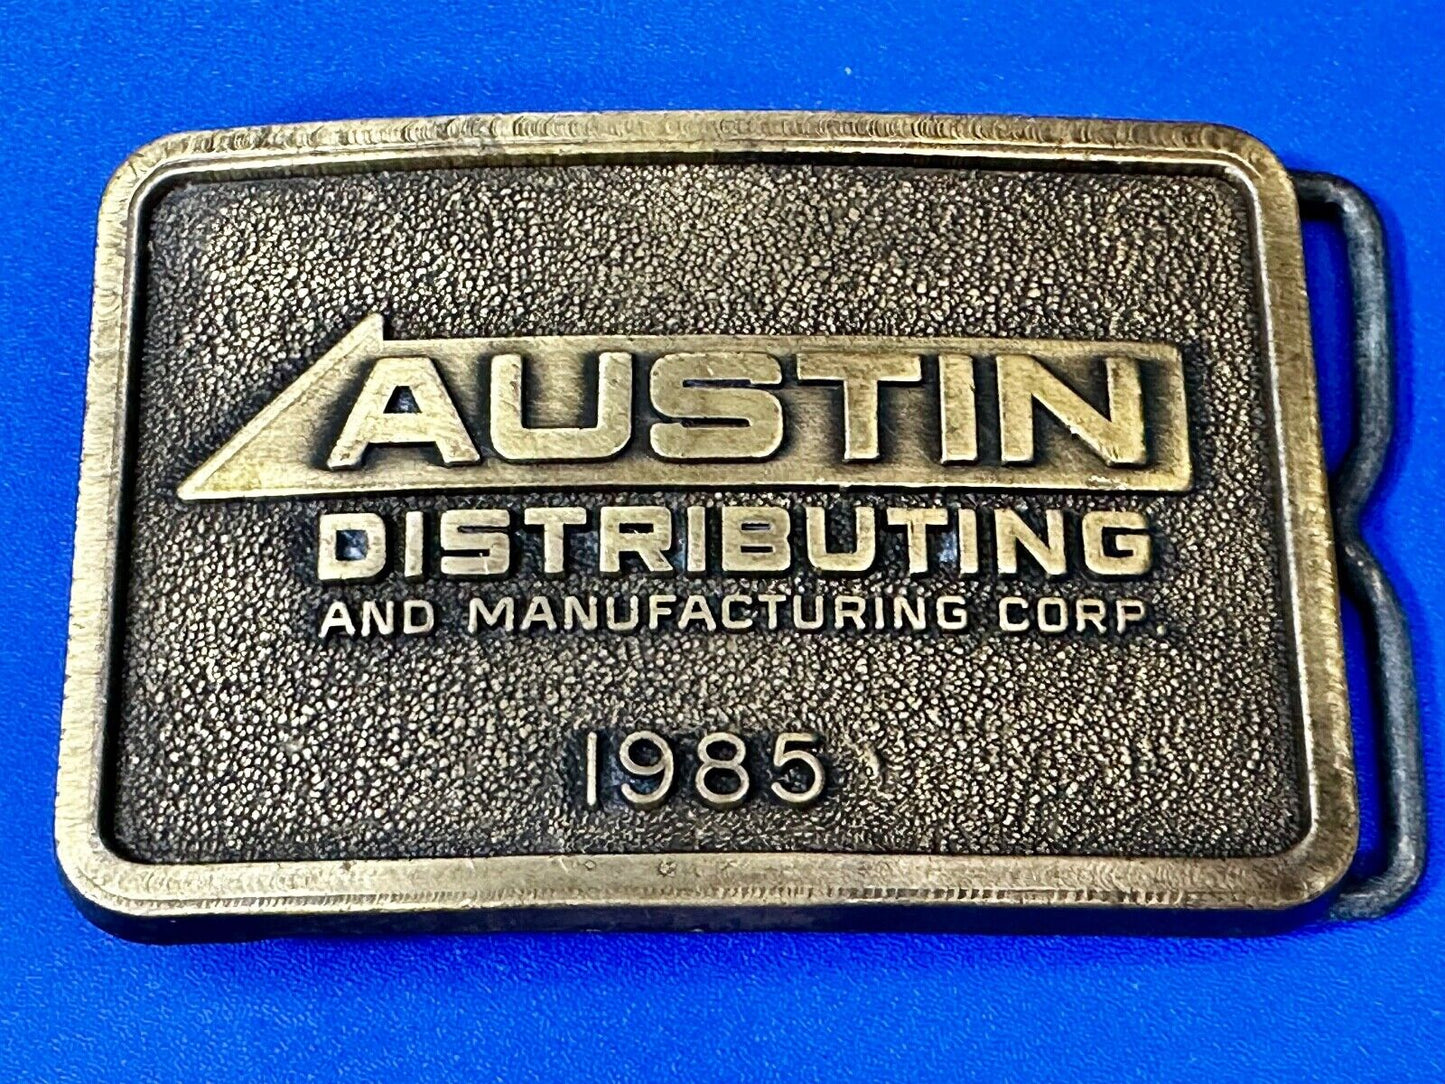 AUSTIN
DISTRIBUTING
AND MANUFACTURING CORP.
1985